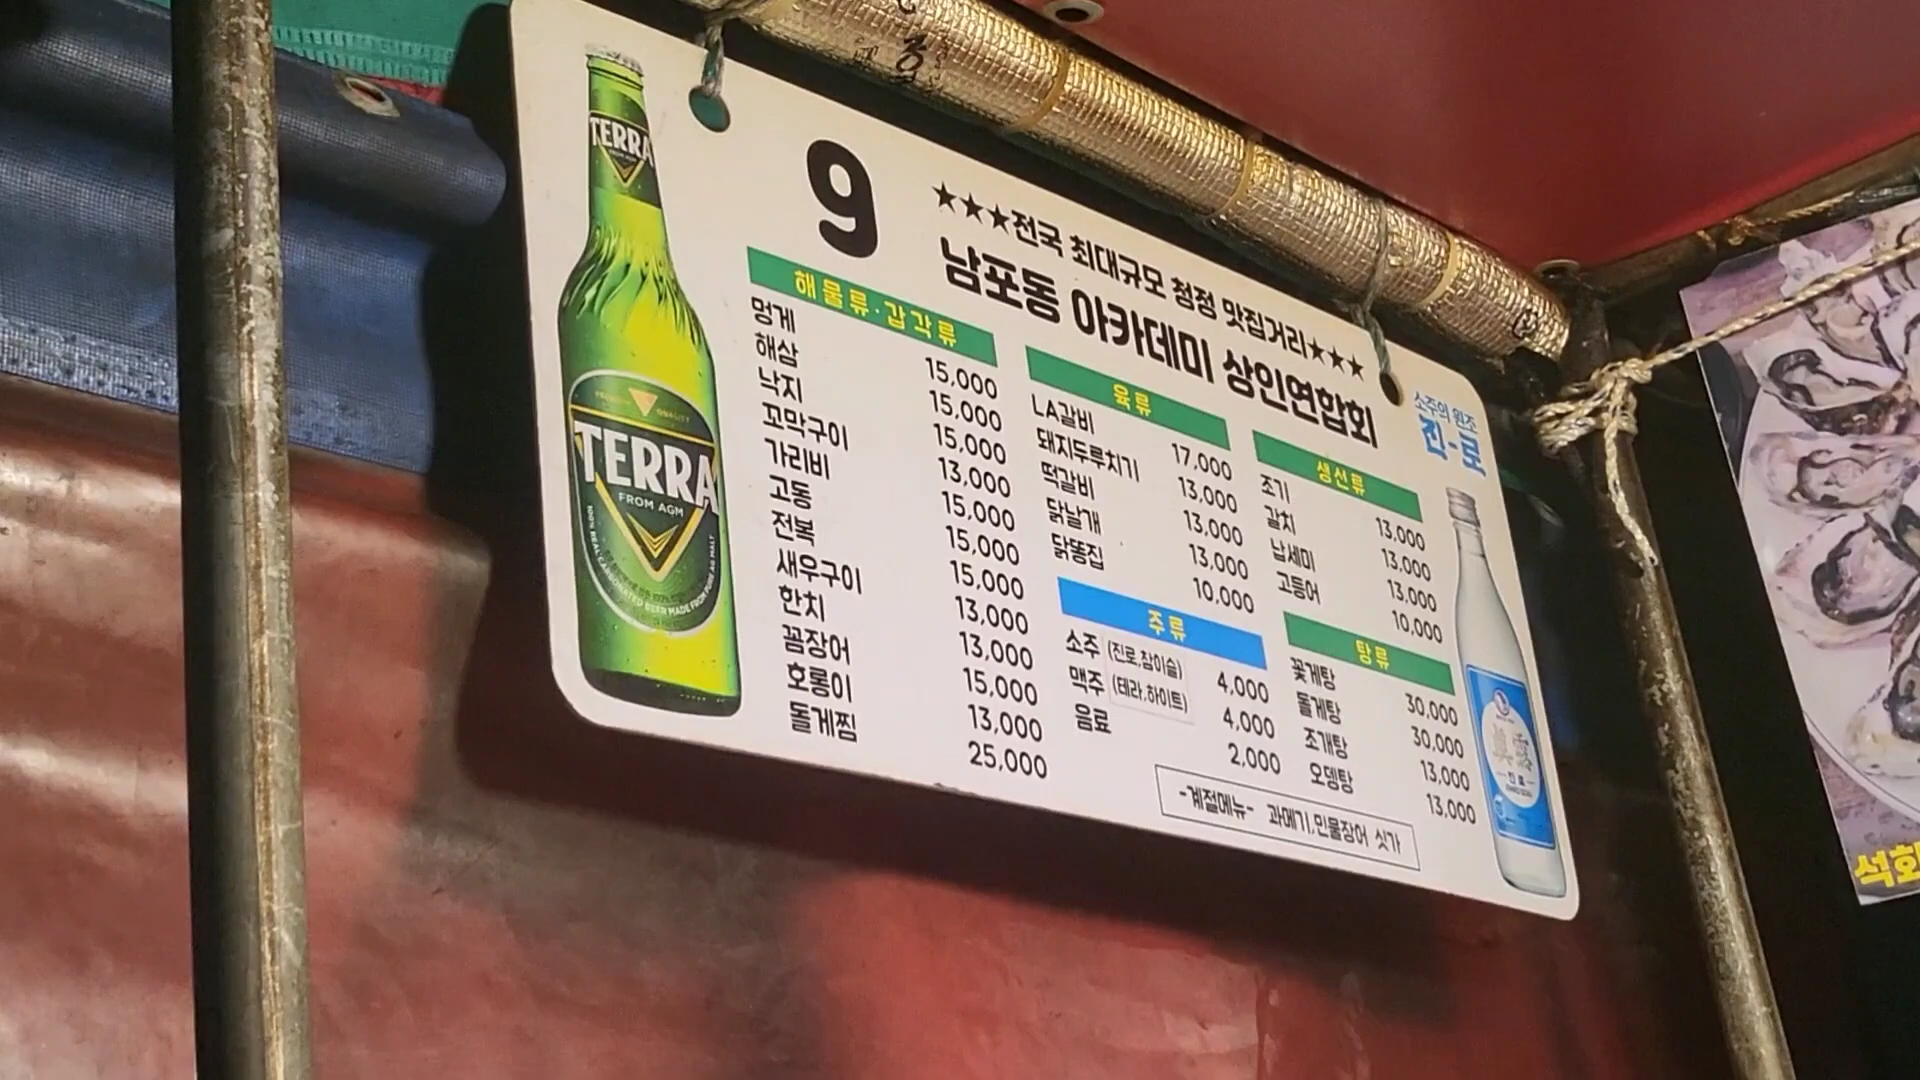 TERRA
FROM AGM
PREMIUM QUALITY
TERRA
FROM AGM
100% REAL CARBONATED BEER MADE FROM PURE AG MALT
9
★★★전국 최대규모 청정 맛집거리★★★
남포동 아카데미 상인연합회
해물류·갑각류
멍게 15,000
해삼 15,000
낙지 15,000
꼬막구이 13,000
가리비 15,000
고동 15,000
전복 15,000
새우구이 13,000
한치 13,000
꼼장어 15,000
호롱이 13,000
돌게찜 25,000
육류
LA갈비 17,000
돼지두루치기 13,000
떡갈비 13,000
닭날개 13,000
닭똥집 10,000
주류
소주 (진로,참이슬) 4,000
맥주 (테라,하이트) 4,000
음료 2,000
생선류
조기 13,000
갈치 13,000
납세미 13,000
고등어 10,000
탕류
꽃게탕 30,000
돌게탕 30,000
조개탕 13,000
오뎅탕 13,000
-계절메뉴- 과메기,민물장어 싯가
소주의 원조
진·로
석화